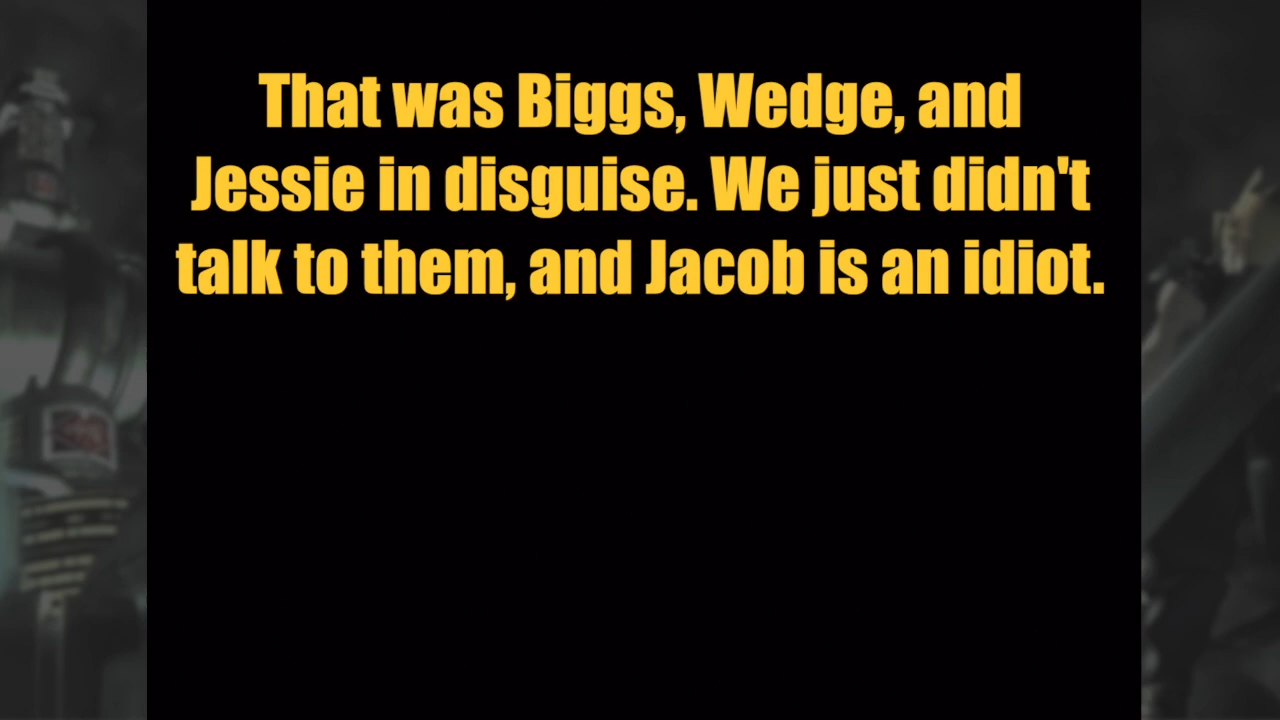 That was Biggs, Wedge, and
Jessie in disguise. We just didn't
talk to them, and Jacob is an idiot.